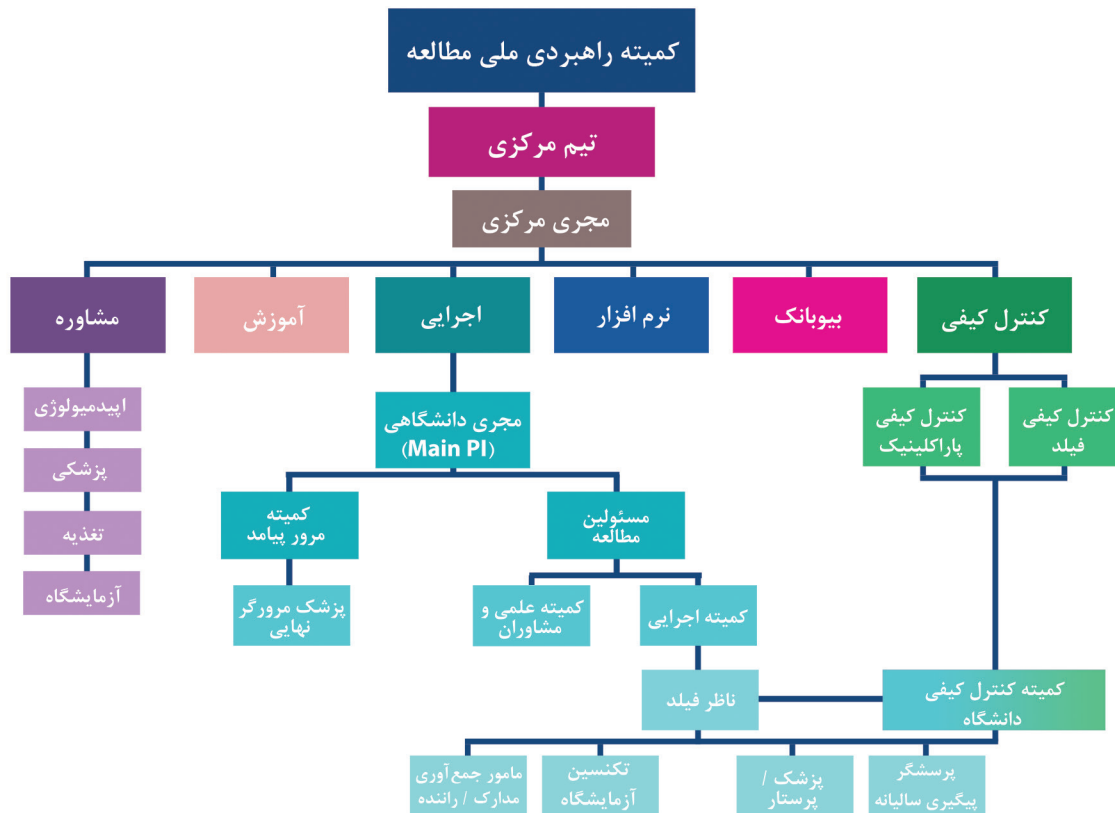 کمیته راهبردی ملی مطالعه
تیم مرکزی
مجری مرکزی
کنترل کیفی
بیوبانک
نرم افزار
اجرایی
آموزش
مشاوره
کنترل کیفی
فیلد
کنترل کیفی
پاراکلینیک
مجری دانشگاهی
(Main PI)
اپیدمیولوژی
پزشکی
تغذیه
آزمایشگاه
مسئولین
مطالعه
کمیته
مرور پیامد
کمیته اجرایی
کمیته علمی و
مشاوران
پزشک مرورگر
نهایی
کمیته کنترل کیفی
دانشگاه
ناظر فیلد
پرسشگر
پیگیری سالیانه
پزشک /
پرستار
تکنسین
آزمایشگاه
مامور جمع‌آوری
مدارک / راننده